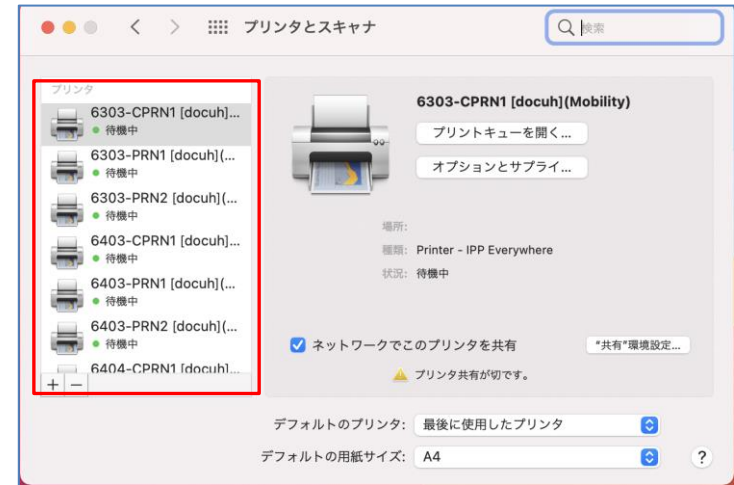 プリンタとスキャナ
検索
プリンタ
6303-CPRN1 [docuh]...
待機中
6303-PRN1 [docuh](...
待機中
6303-PRN2 [docuh](...
待機中
6403-CPRN1 [docuh]...
待機中
6403-PRN1 [docuh](...
待機中
6403-PRN2 [docuh](...
待機中
6404-CPRN1 [docuh]...
+ −
6303-CPRN1 [docuh](Mobility)
プリントキューを開く...
オプションとサプライ...
場所:
種類: Printer - IPP Everywhere
状況: 待機中
ネットワークでこのプリンタを共有
"共有"環境設定...
プリンタ共有が切です。
デフォルトのプリンタ: 最後に使用したプリンタ
デフォルトの用紙サイズ: A4
?